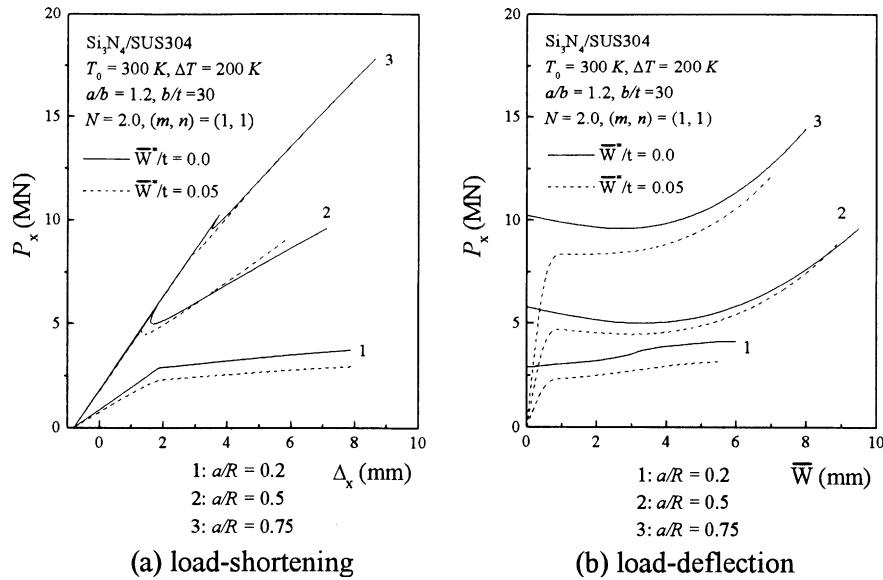 20
15
10
5
0
P_x (MN)
Si₃N₄/SUS304
T₀ = 300 K, ΔT = 200 K
a/b = 1.2, b/t=30
N = 2.0, (m, n) = (1, 1)
W̅*/t = 0.0
W̅*/t = 0.05
3
2
1
0 2 4 6 8 10
1: a/R = 0.2 Δₓ (mm)
2: a/R = 0.5
3: a/R = 0.75
(a) load-shortening
20
15
10
5
0
P_x (MN)
Si₃N₄/SUS304
T₀ = 300 K, ΔT = 200 K
a/b = 1.2, b/t=30
N = 2.0, (m, n) = (1, 1)
W̅*/t = 0.0
W̅*/t = 0.05
3
2
1
0 2 4 6 8 10
1: a/R = 0.2 W̅ (mm)
2: a/R = 0.5
3: a/R = 0.75
(b) load-deflection